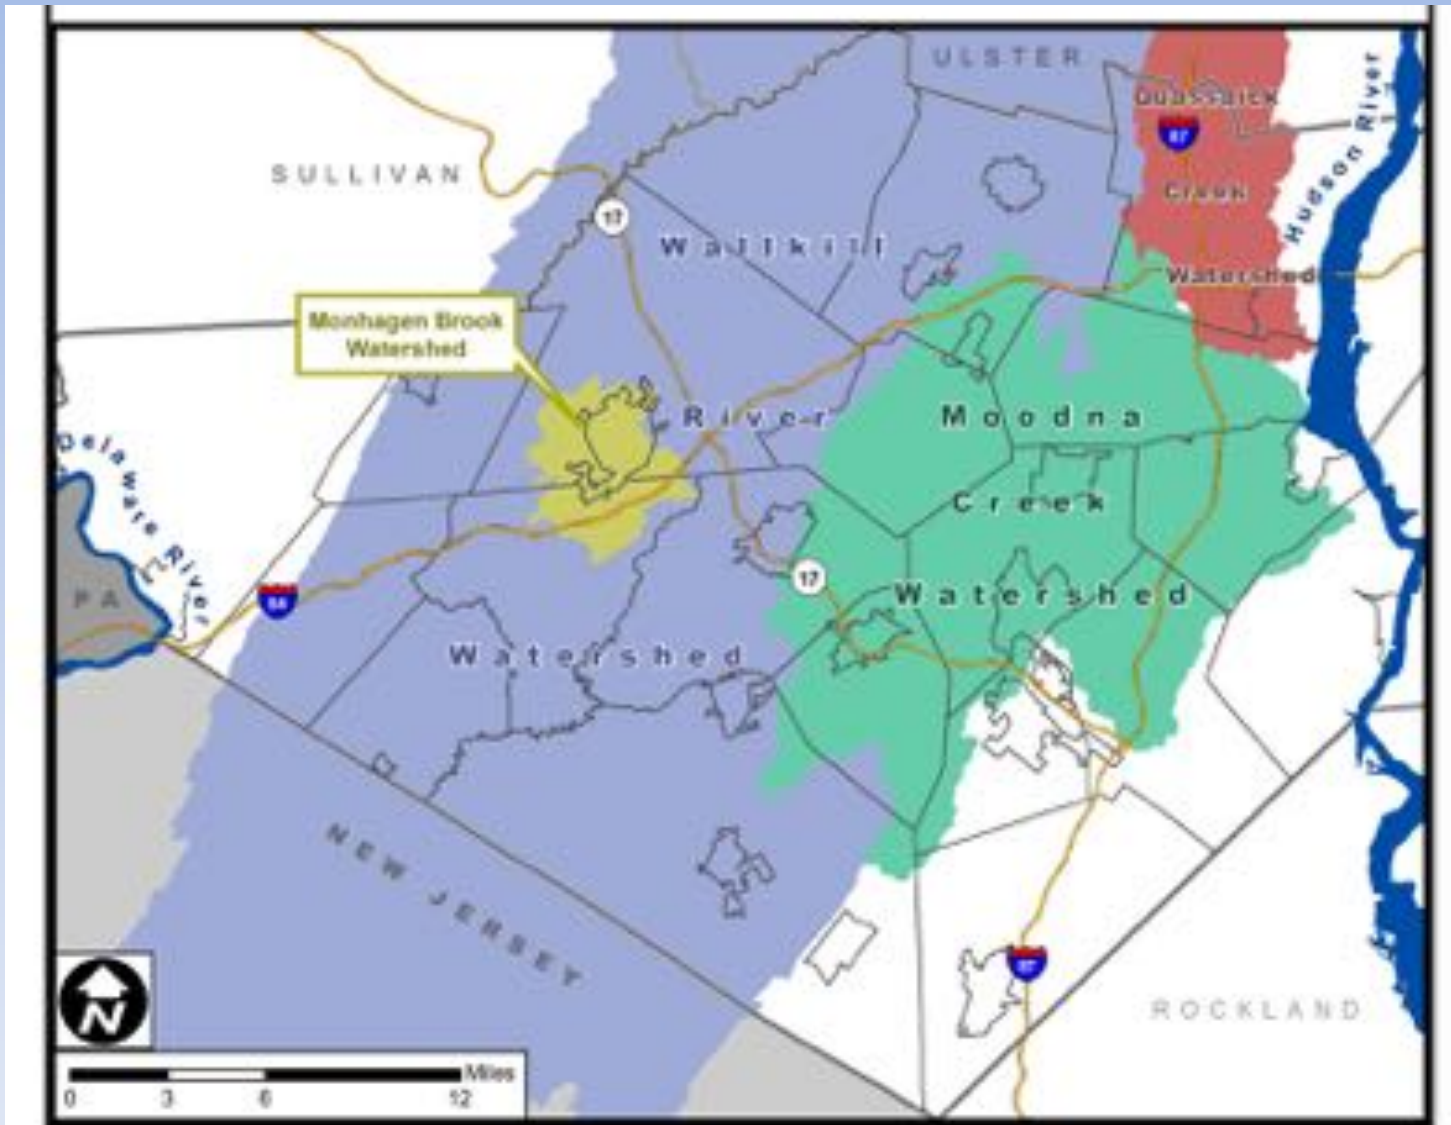 ULSTER
Quassaick
87
Creek
Hudson River
SULLIVAN
17
Wallkill
Watershed
Monhagen Brook
Watershed
River
Moodna
Delaware River
Creek
17
PA
84
Watershed
Watershed
NEW JERSEY
87
ROCKLAND
N
Miles
0 3 6 12